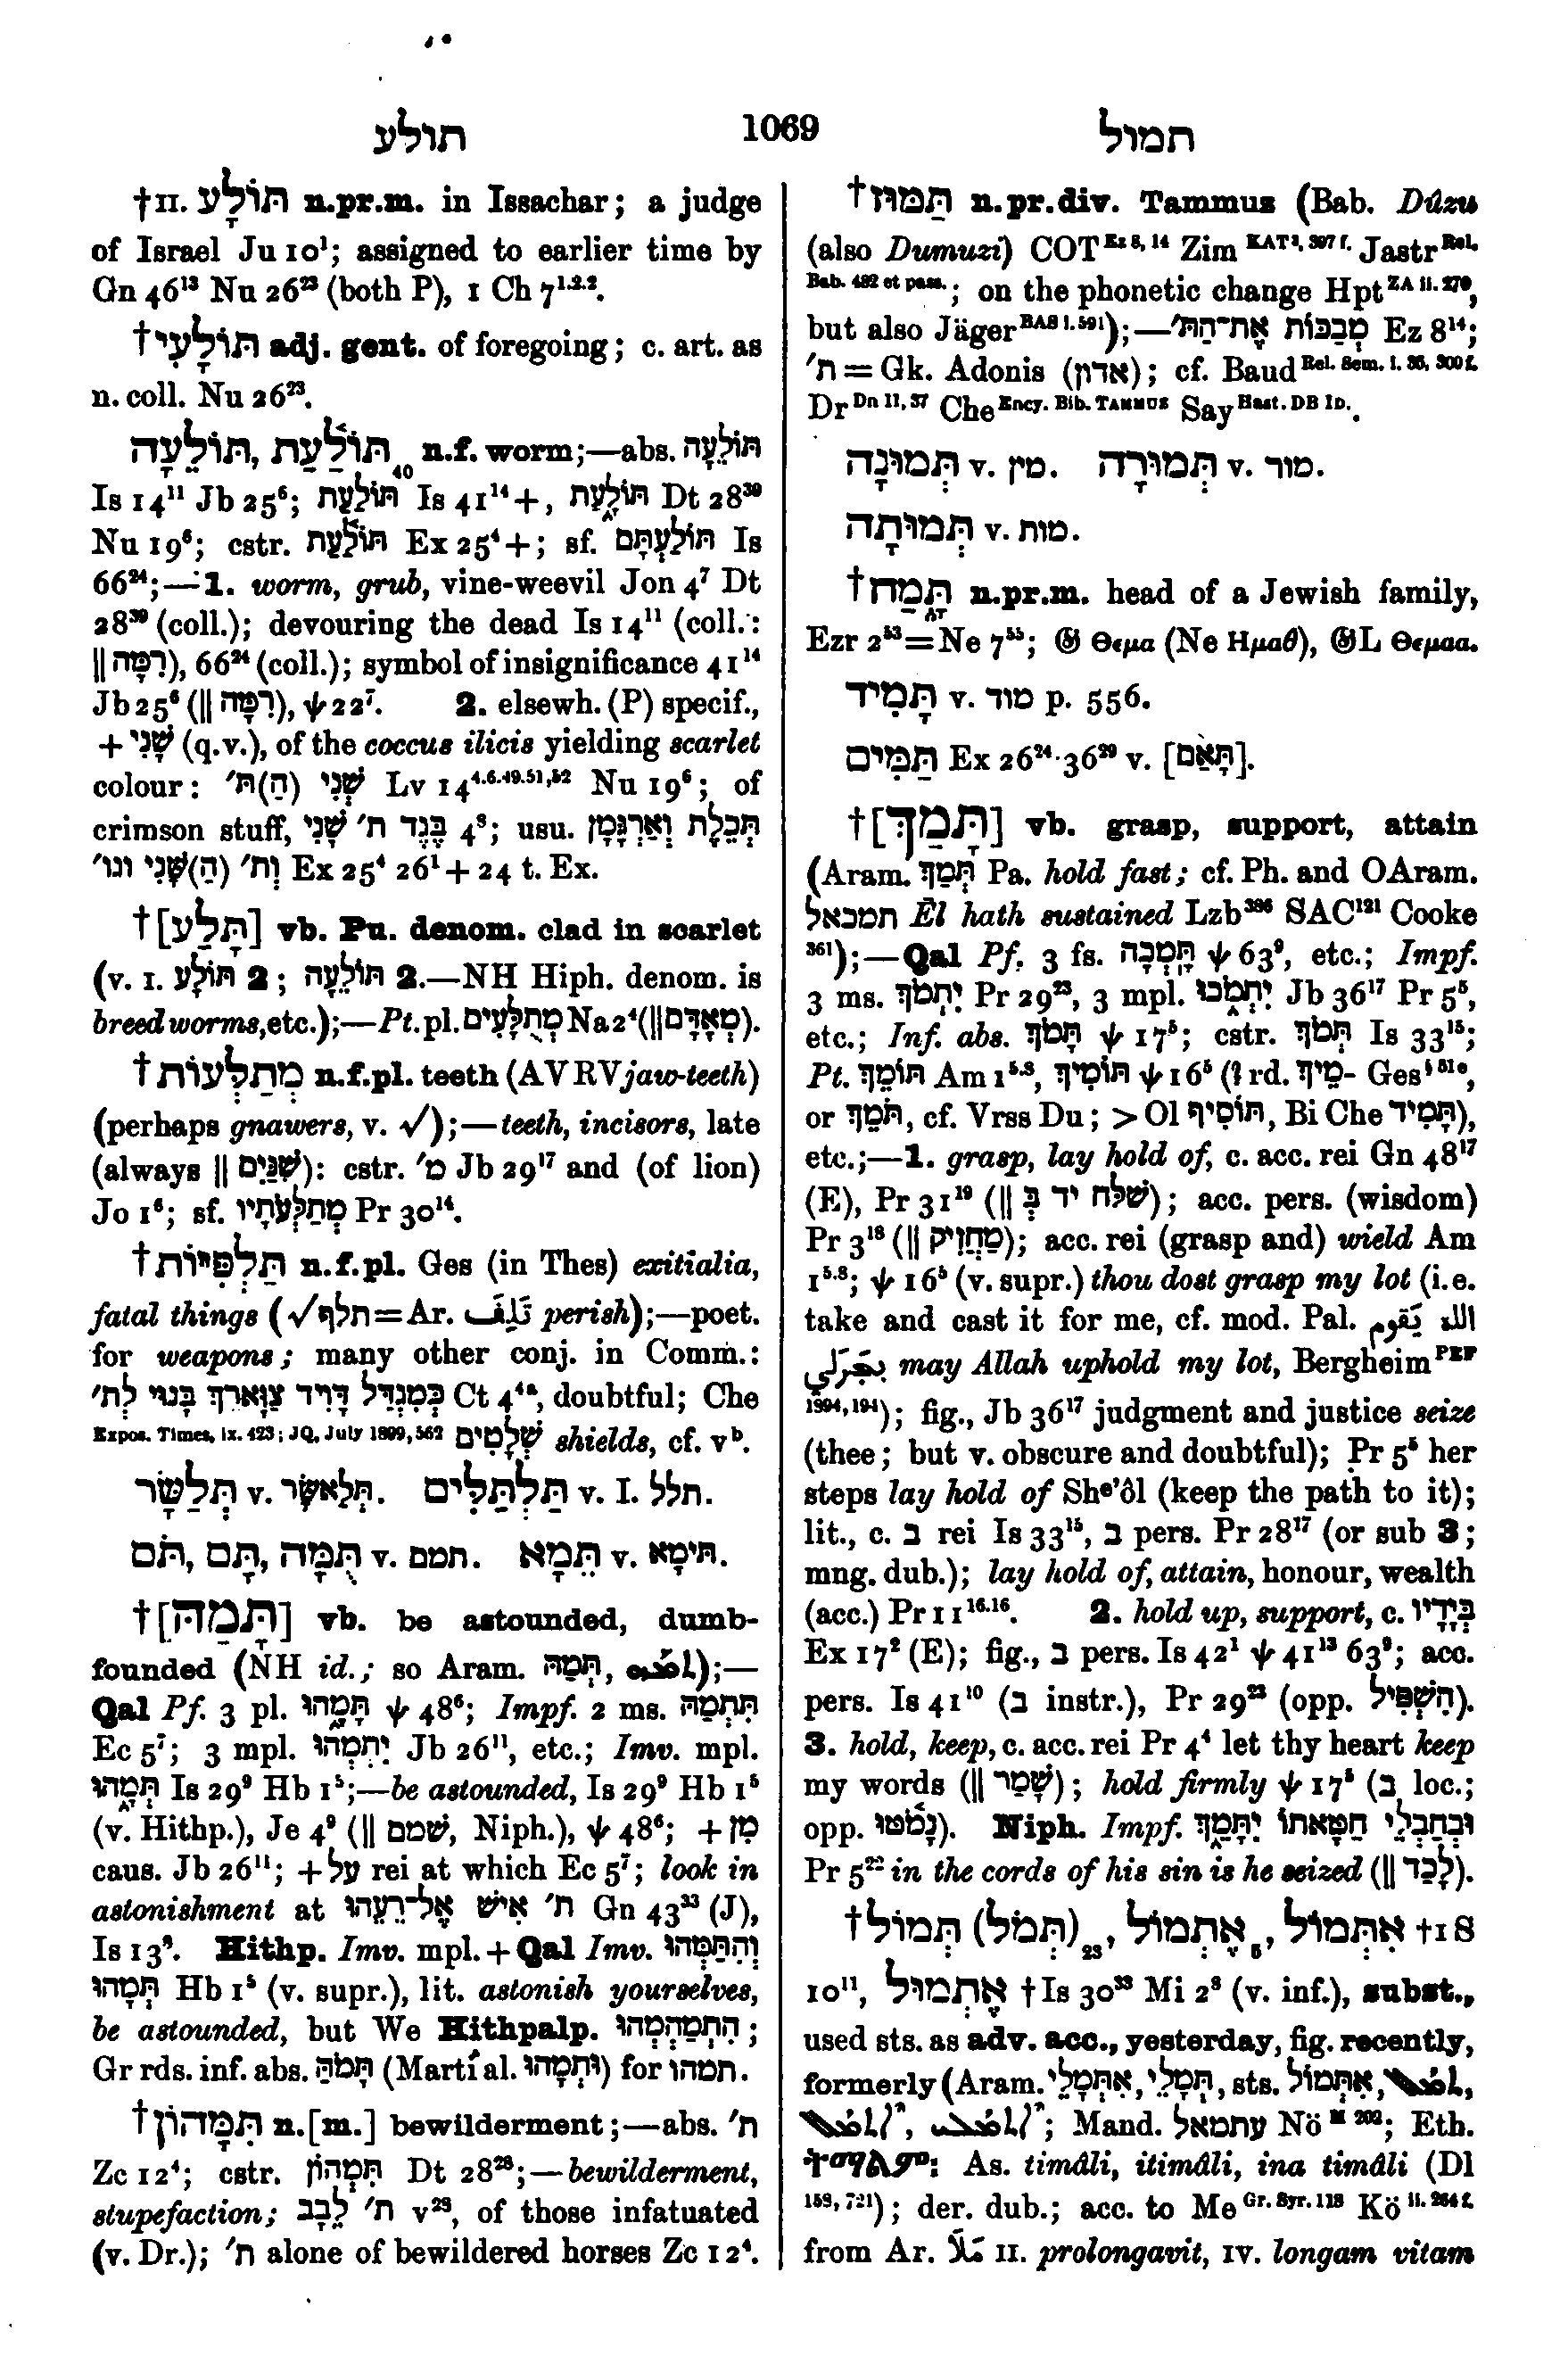 תולע 1069 תמול
†II. תּוֹלָע n.pr.m. in Issachar; a judge
of Israel Ju 10¹; assigned to earlier time by
Gn 46¹³ Nu 26²³ (both P), 1 Ch 7¹·²·².
†תּוֹלָעִי adj. gent. of foregoing; c. art. as
n. coll. Nu 26²³.
תּוֹלֵעָה, תּוֹלַ֫עַת ₄₀ n.f. worm;—abs. תּוֹלֵעָה
Is 14¹¹ Jb 25⁶; תּוֹלַ֫עַת Is 41¹⁴+, תּוֹלָ֑עַת Dt 28³⁹
Nu 19⁶; cstr. תּוֹלַ֫עַת Ex 25⁴+; sf. תּוֹלַעְתָּם Is
66²⁴;—1. worm, grub, vine-weevil Jon 4⁷ Dt
28³⁹ (coll.); devouring the dead Is 14¹¹ (coll.:
|| רִמָּה), 66²⁴ (coll.); symbol of insignificance 41¹⁴
Jb 25⁶ (|| רִמָּה), ψ 22⁷. 2. elsewh. (P) specif.,
+ שָׁנִי (q.v.), of the coccus ilicis yielding scarlet
colour: שְׁנִי (הַ)תּ׳ Lv 14⁴·⁶·⁴⁹·⁵¹,⁵² Nu 19⁶; of
crimson stuff, בֶּגֶד ת׳ שָׁנִי 4⁸; usu. תְּכֵלֶת וְאַרְגָּמָן
וְת׳ (הַ)שָּׁנִי וגו׳ Ex 25⁴ 26¹ + 24 t. Ex.
†[תָּלַע] vb. Pu. denom. clad in scarlet
(v. I. תּוֹלָע 2; תּוֹלֵעָה 2.—NH Hiph. denom. is
breed worms, etc.);—Pt. pl. מְתֻלָּעִים Na 2⁴ (|| מְאָדָּם).
†מְתַלְּעוֹת n.f.pl. teeth (AV RV jaw-teeth)
(perhaps gnawers, v. √);—teeth, incisors, late
(always || שִׁנַּיִם): cstr. מ׳ Jb 29¹⁷ and (of lion)
Jo 1⁶; sf. מְתַלְּעֹתָיו Pr 30¹⁴.
†תַּלְפִּיּוֹת n.f.pl. Ges (in Thes) exitialia,
fatal things (√תלף = Ar. تَلِفَ perish);—poet.
for weapons; many other conj. in Comm.:
כְּמִגְדַּל דָּוִיד צַוָּארֵךְ בָּנוּי לְת׳ Ct 4⁴ᵃ, doubtful; Che
Expos. Times, ix. 423; JQ, July 1899, 562 שְׁלָטִים shields, cf. vᵇ.
תְּלַשָּׂר v. תְּלַאשָּׂר. תַּלְתַּלִּים v. I. תלל.
תֹּם, תָּם, תֻּמָּה v. תמם. תֵּמָא v. תֵּימָא.
†[תָּמַהּ] vb. be astounded, dumb-
founded (NH id.; so Aram. תְּמַהּ, ܬܡܗ);—
Qal Pf. 3 pl. תָּמָ֑הוּ ψ 48⁶; Impf. 2 ms. תִּתְמַהּ
Ec 5⁷; 3 mpl. יִתְמְהוּ Jb 26¹¹, etc.; Imv. mpl.
תְּמָ֑הוּ Is 29⁹ Hb 1⁵;—be astounded, Is 29⁹ Hb 1⁵
(v. Hithp.), Je 4⁹ (|| שׁמם, Niph.), ψ 48⁶; + מִן
caus. Jb 26¹¹; + עַל rei at which Ec 5⁷; look in
astonishment at ת׳ אִישׁ אֶל־רֵעֵהוּ Gn 43³³ (J),
Is 13⁸. Hithp. Imv. mpl. + Qal Imv. וְהִתַּמְּהוּ
תְּמָהוּ Hb 1⁵ (v. supr.), lit. astonish yourselves,
be astounded, but We Hithpalp. הִתְמַהְמְהוּ;
Gr rds. inf. abs. תָּמֹהַּ (Marti al. וּתְמָהוּ) for תמהו.
†תִּמָּהוֹן n.[m.] bewilderment;—abs. ת׳
Zc 12⁴; cstr. תִּמְהוֹן Dt 28²⁸;—bewilderment,
stupefaction; ת׳ לֵבָב v²⁸, of those infatuated
(v. Dr.); ת׳ alone of bewildered horses Zc 12⁴.
†תַּמּוּז n.pr.div. Tammuz (Bab. Dûzu
(also Dumuzi) COT Ez 8, 14 Zim KAT³, 397 f. Jastr Rel.
Bab. 482 et pass.; on the phonetic change Hpt ZA ii. 270,
but also Jäger BAS i. 591);—מְבַכּוֹת אֶת־הַתּ׳ Ez 8¹⁴;
ת׳ = Gk. Adonis (אדון); cf. Baud Rel. Sem. i. 35, 300 f.
Dr Dn 11, 37 Che Ency. Bib. TAMMUZ Say Hast. DB ID.
תְּמוּנָה v. מין. תְּמוּרָה v. מור.
תְּמוּתָה v. מות.
†תֶּמַח n.pr.m. head of a Jewish family,
Ezr 2⁵³ = Ne 7⁵⁵; 𝔊 Θεμα (Ne Ημαθ), 𝔊L Θεμαα.
תָּמִיד v. מוד p. 556.
תַּמִּים Ex 26²⁴·36²⁹ v. [תָּאַם].
†[תָּמַךְ] vb. grasp, support, attain
(Aram. תְּמַךְ Pa. hold fast; cf. Ph. and OAram.
תמכאל Ēl hath sustained Lzb³⁸⁶ SAC¹²¹ Cooke
³⁶¹);—Qal Pf. 3 fs. תָּֽמְכָה ψ 63⁹, etc.; Impf.
3 ms. יִתְמֹךְ Pr 29²³, 3 mpl. יִתְמֹ֑כוּ Jb 36¹⁷ Pr 5⁵,
etc.; Inf. abs. תָּמֹךְ ψ 17⁵; cstr. תְּמֹךְ Is 33¹⁵;
Pt. תּוֹמֵךְ Am 1⁵·⁸, תּוֹמִיךְ ψ 16⁵ (? rd. ‎-מֵיךְ Ges§ 50e,
or תֹּמֵךְ, cf. Vrss Du; > Ol תּוֹסִיף, Bi Che תָּמִיד),
etc.;—1. grasp, lay hold of, c. acc. rei Gn 48¹⁷
(E), Pr 31¹⁹ (|| שׁלּח יד בְּ); acc. pers. (wisdom)
Pr 3¹⁸ (|| מַחֲזִיק); acc. rei (grasp and) wield Am
1⁵·⁸; ψ 16⁵ (v. supr.) thou dost grasp my lot (i.e.
take and cast it for me, cf. mod. Pal. الله يَقوم
بِجَرَلي may Allah uphold my lot, Bergheim PEF
1894, 194); fig., Jb 36¹⁷ judgment and justice seize
(thee; but v. obscure and doubtful); Pr 5⁵ her
steps lay hold of Shᵉ'ôl (keep the path to it);
lit., c. ב rei Is 33¹⁵, ב pers. Pr 28¹⁷ (or sub 3;
mng. dub.); lay hold of, attain, honour, wealth
(acc.) Pr 11¹⁶·¹⁶. 2. hold up, support, c. בְּיָדָיו
Ex 17² (E); fig., ב pers. Is 42¹ ψ 41¹³ 63⁹; acc.
pers. Is 41¹⁰ (ב instr.), Pr 29²³ (opp. הִשְׁפִּיל).
3. hold, keep, c. acc. rei Pr 4⁴ let thy heart keep
my words (|| שָׁמַר); hold firmly ψ 17⁵ (ב loc.;
opp. נָמ֫וֹטּוּ). Niph. Impf. וּבְחַבְלֵי חַטָּאתוֹ יִתָּמֵ֑ךְ
Pr 5²² in the cords of his sin is he seized (|| לָכַד).
†תְּמוֹל (תְּמֹל)₂₃, אֶתְמוֹל₅, אִתְּמוֹל †1 S
10¹¹, אֶתְמוּל †Is 30³³ Mi 2⁸ (v. inf.), subst.,
used sts. as adv. acc., yesterday, fig. recently,
formerly (Aram. אִתְּמָלֵי, תְּמָלֵי, sts. אִתְּמוֹל,
Mand. עתמאל Nö M 202; Eth.
As. timâli, itimâli, ina timâli (Dl
159, 721); der. dub.; acc. to Me Gr. Syr. 118 Kö ii. 264 f.
from Ar. مَلَا II. prolongavit, IV. longam vitam